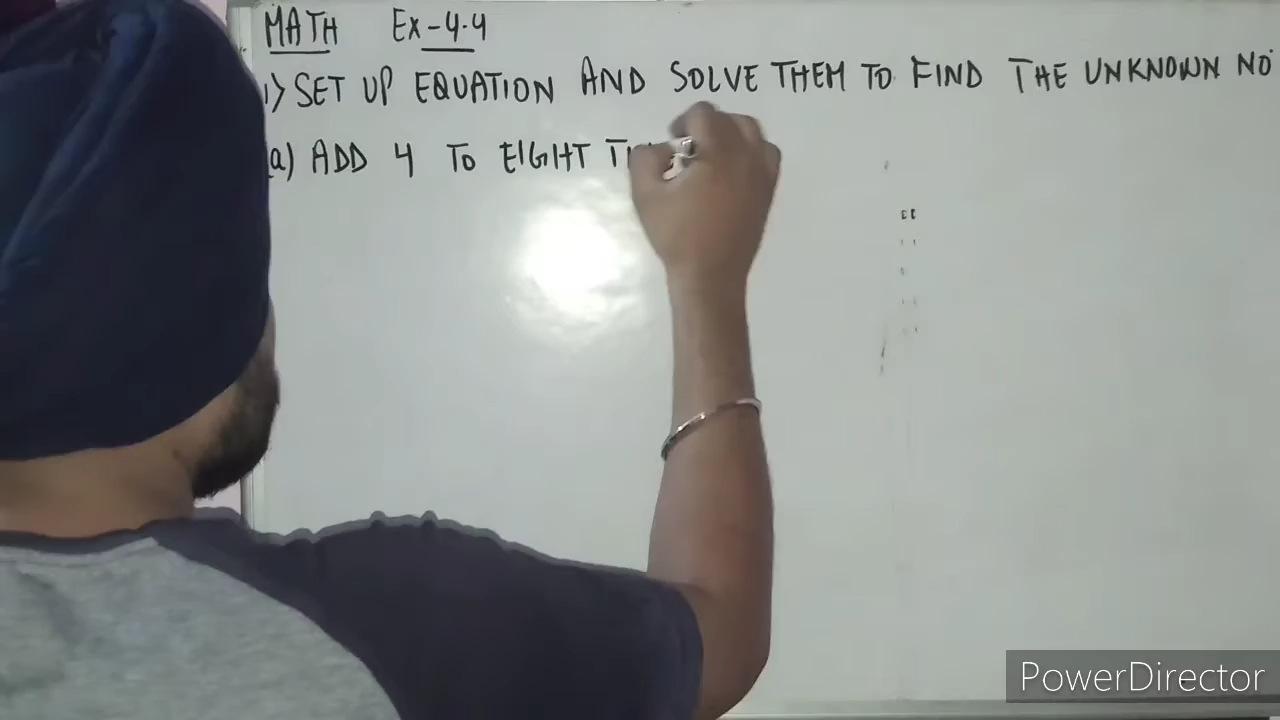 MATH Ex-4.4
1) SET UP EQUATION AND SOLVE THEM TO FIND THE UNKNOWN NO
(a) ADD 4 TO EIGHT
PowerDirector